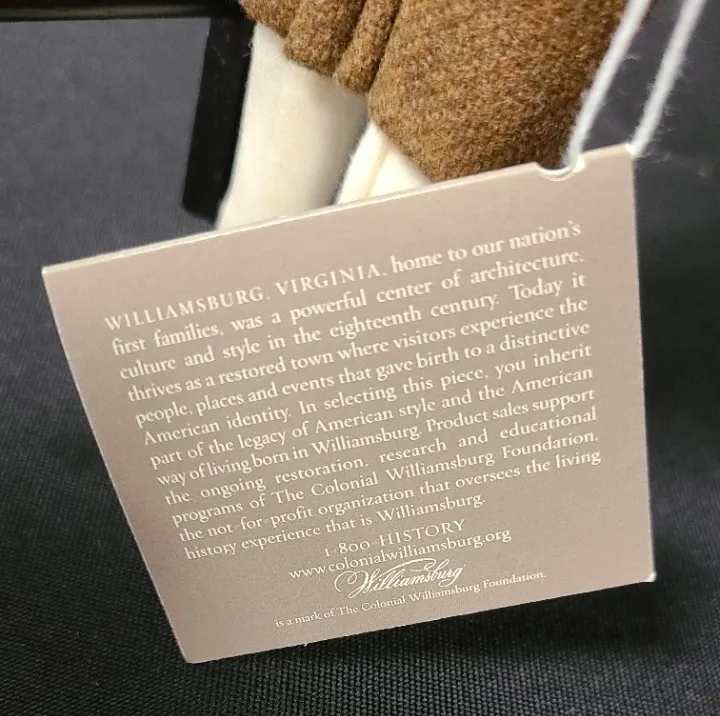 WILLIAMSBURG, VIRGINIA, home to our nation's
first families, was a powerful center of architecture,
culture and style in the eighteenth century. Today it
thrives as a restored town where visitors experience the
people, places and events that gave birth to a distinctive
American identity. In selecting this piece, you inherit
part of the legacy of American style and the American
way of living born in Williamsburg. Product sales support
the ongoing restoration, research and educational
programs of The Colonial Williamsburg Foundation,
the not-for-profit organization that oversees the living
history experience that is Williamsburg.
1-800-HISTORY
www.colonialwilliamsburg.org
Williamsburg
is a mark of The Colonial Williamsburg Foundation.